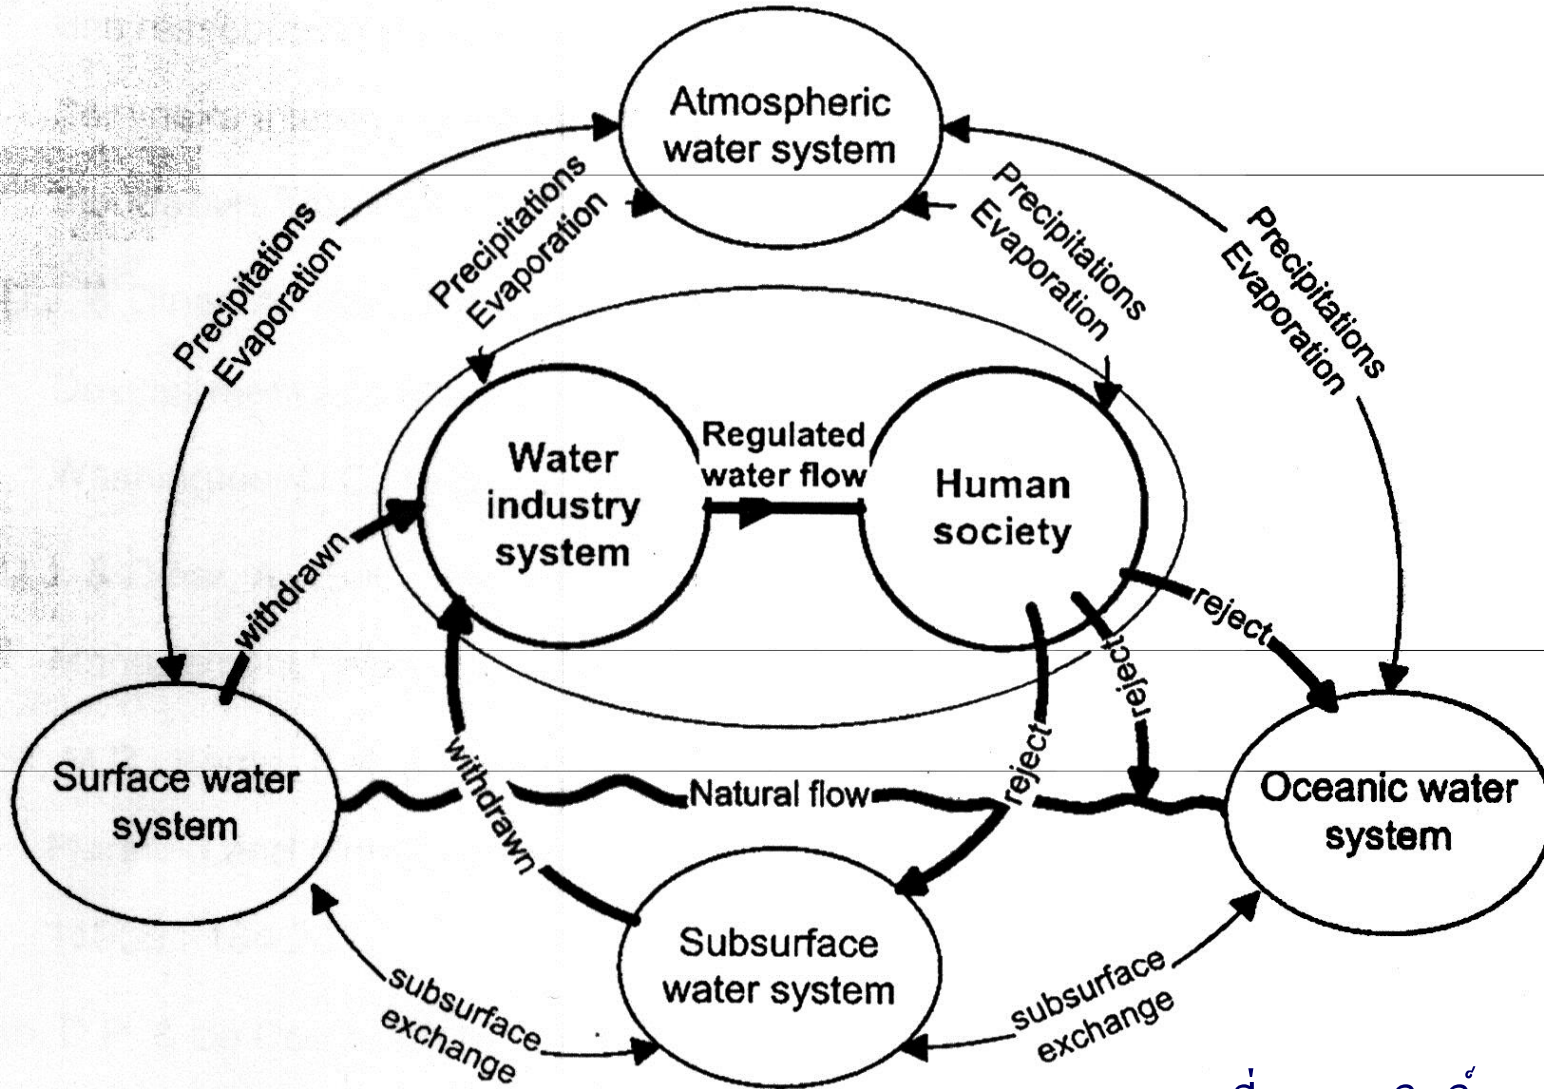 Atmospheric
water system
Precipitations
Evaporation
Precipitations
Evaporation
Precipitations
Evaporation
Precipitations
Evaporation
Water
industry
system
Regulated
water flow
Human
society
withdrawn
reject
reject
reject
withdrawn
Surface water
system
Natural flow
Oceanic water
system
Subsurface
water system
subsurface
exchange
subsurface
exchange